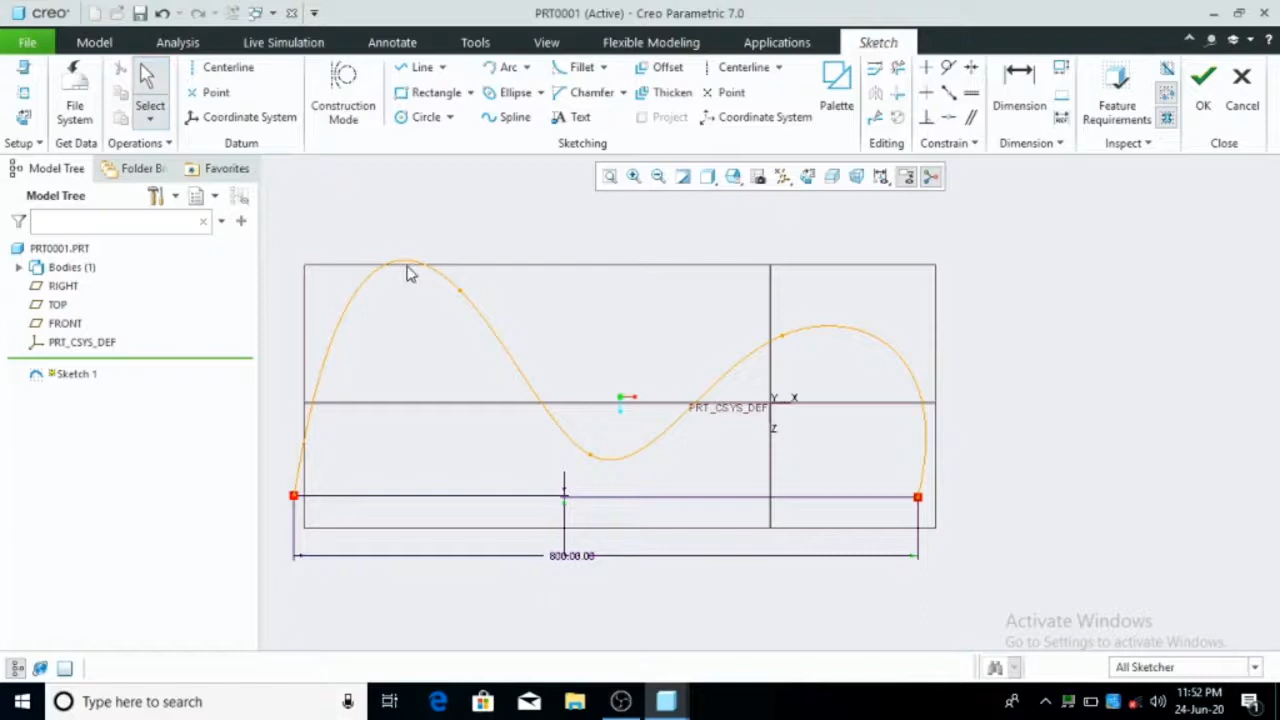 creo
PRT0001 (Active) - Creo Parametric 7.0
File Model Analysis Live Simulation Annotate Tools View Flexible Modeling Applications Sketch
Centerline
Line Arc Fillet Offset Centerline
Point
Rectangle Ellipse Chamfer Thicken Point
File System
Select
Construction Mode
Palette
Dimension
Feature Requirements
OK Cancel
Coordinate System
Circle Spline Text Project Coordinate System
Setup Get Data Operations Datum Sketching Editing Constrain Dimension Inspect Close
Model Tree Folder Br Favorites
Model Tree
PRT0001.PRT
Bodies (1)
RIGHT
TOP
FRONT
PRT_CSYS_DEF
Sketch 1
Y X
PRT_CSYS_DEF
Z
Activate Windows
Go to Settings to activate Windows.
All Sketcher
Type here to search
11:52 PM
24-Jun-20
1